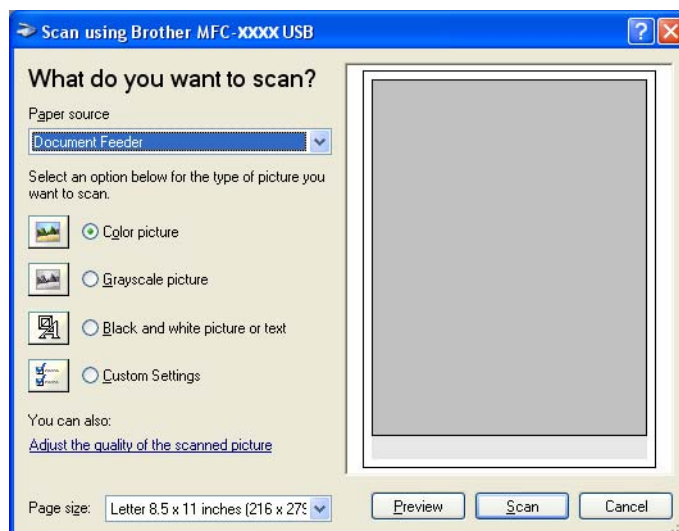 Scan using Brother MFC-XXXX USB
What do you want to scan?
Paper source
Document Feeder
Select an option below for the type of picture you
want to scan.
Color picture
Grayscale picture
Black and white picture or text
Custom Settings
You can also:
Adjust the quality of the scanned picture
Page size: Letter 8.5 x 11 inches (216 x 279
Preview Scan Cancel